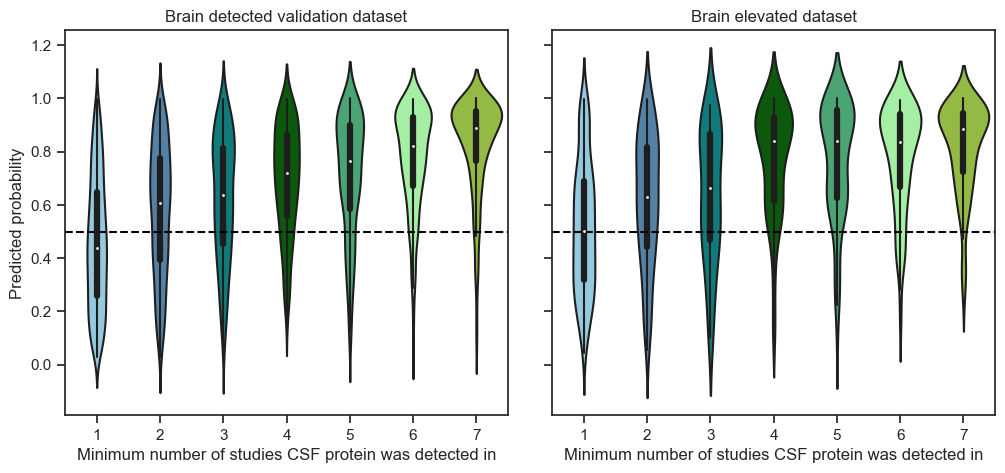 Brain detected validation dataset
Brain elevated dataset
Predicted probability
1.2
1.0
0.8
0.6
0.4
0.2
0.0
1 2 3 4 5 6 7
1 2 3 4 5 6 7
Minimum number of studies CSF protein was detected in
Minimum number of studies CSF protein was detected in